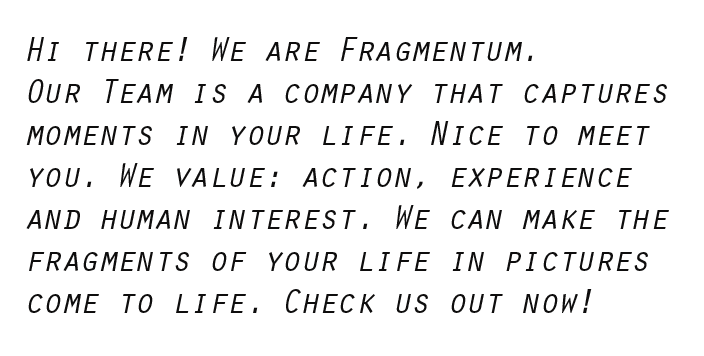 Hi there! We are Fragmentum.
Our Team is a company that captures
moments in your life. Nice to meet
you. We value: action, experience
and human interest. We can make the
fragments of your life in pictures
come to life. Check us out now!